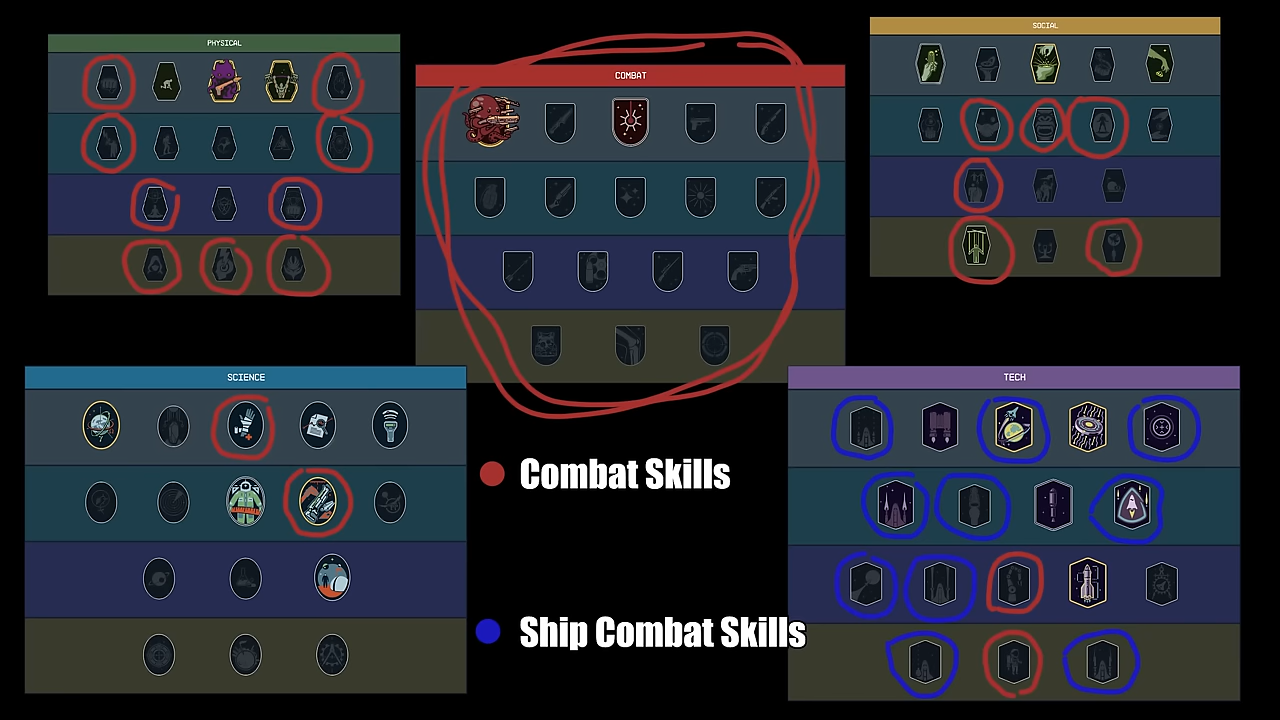 PHYSICAL
COMBAT
SOCIAL
SCIENCE
TECH
Combat Skills
Ship Combat Skills